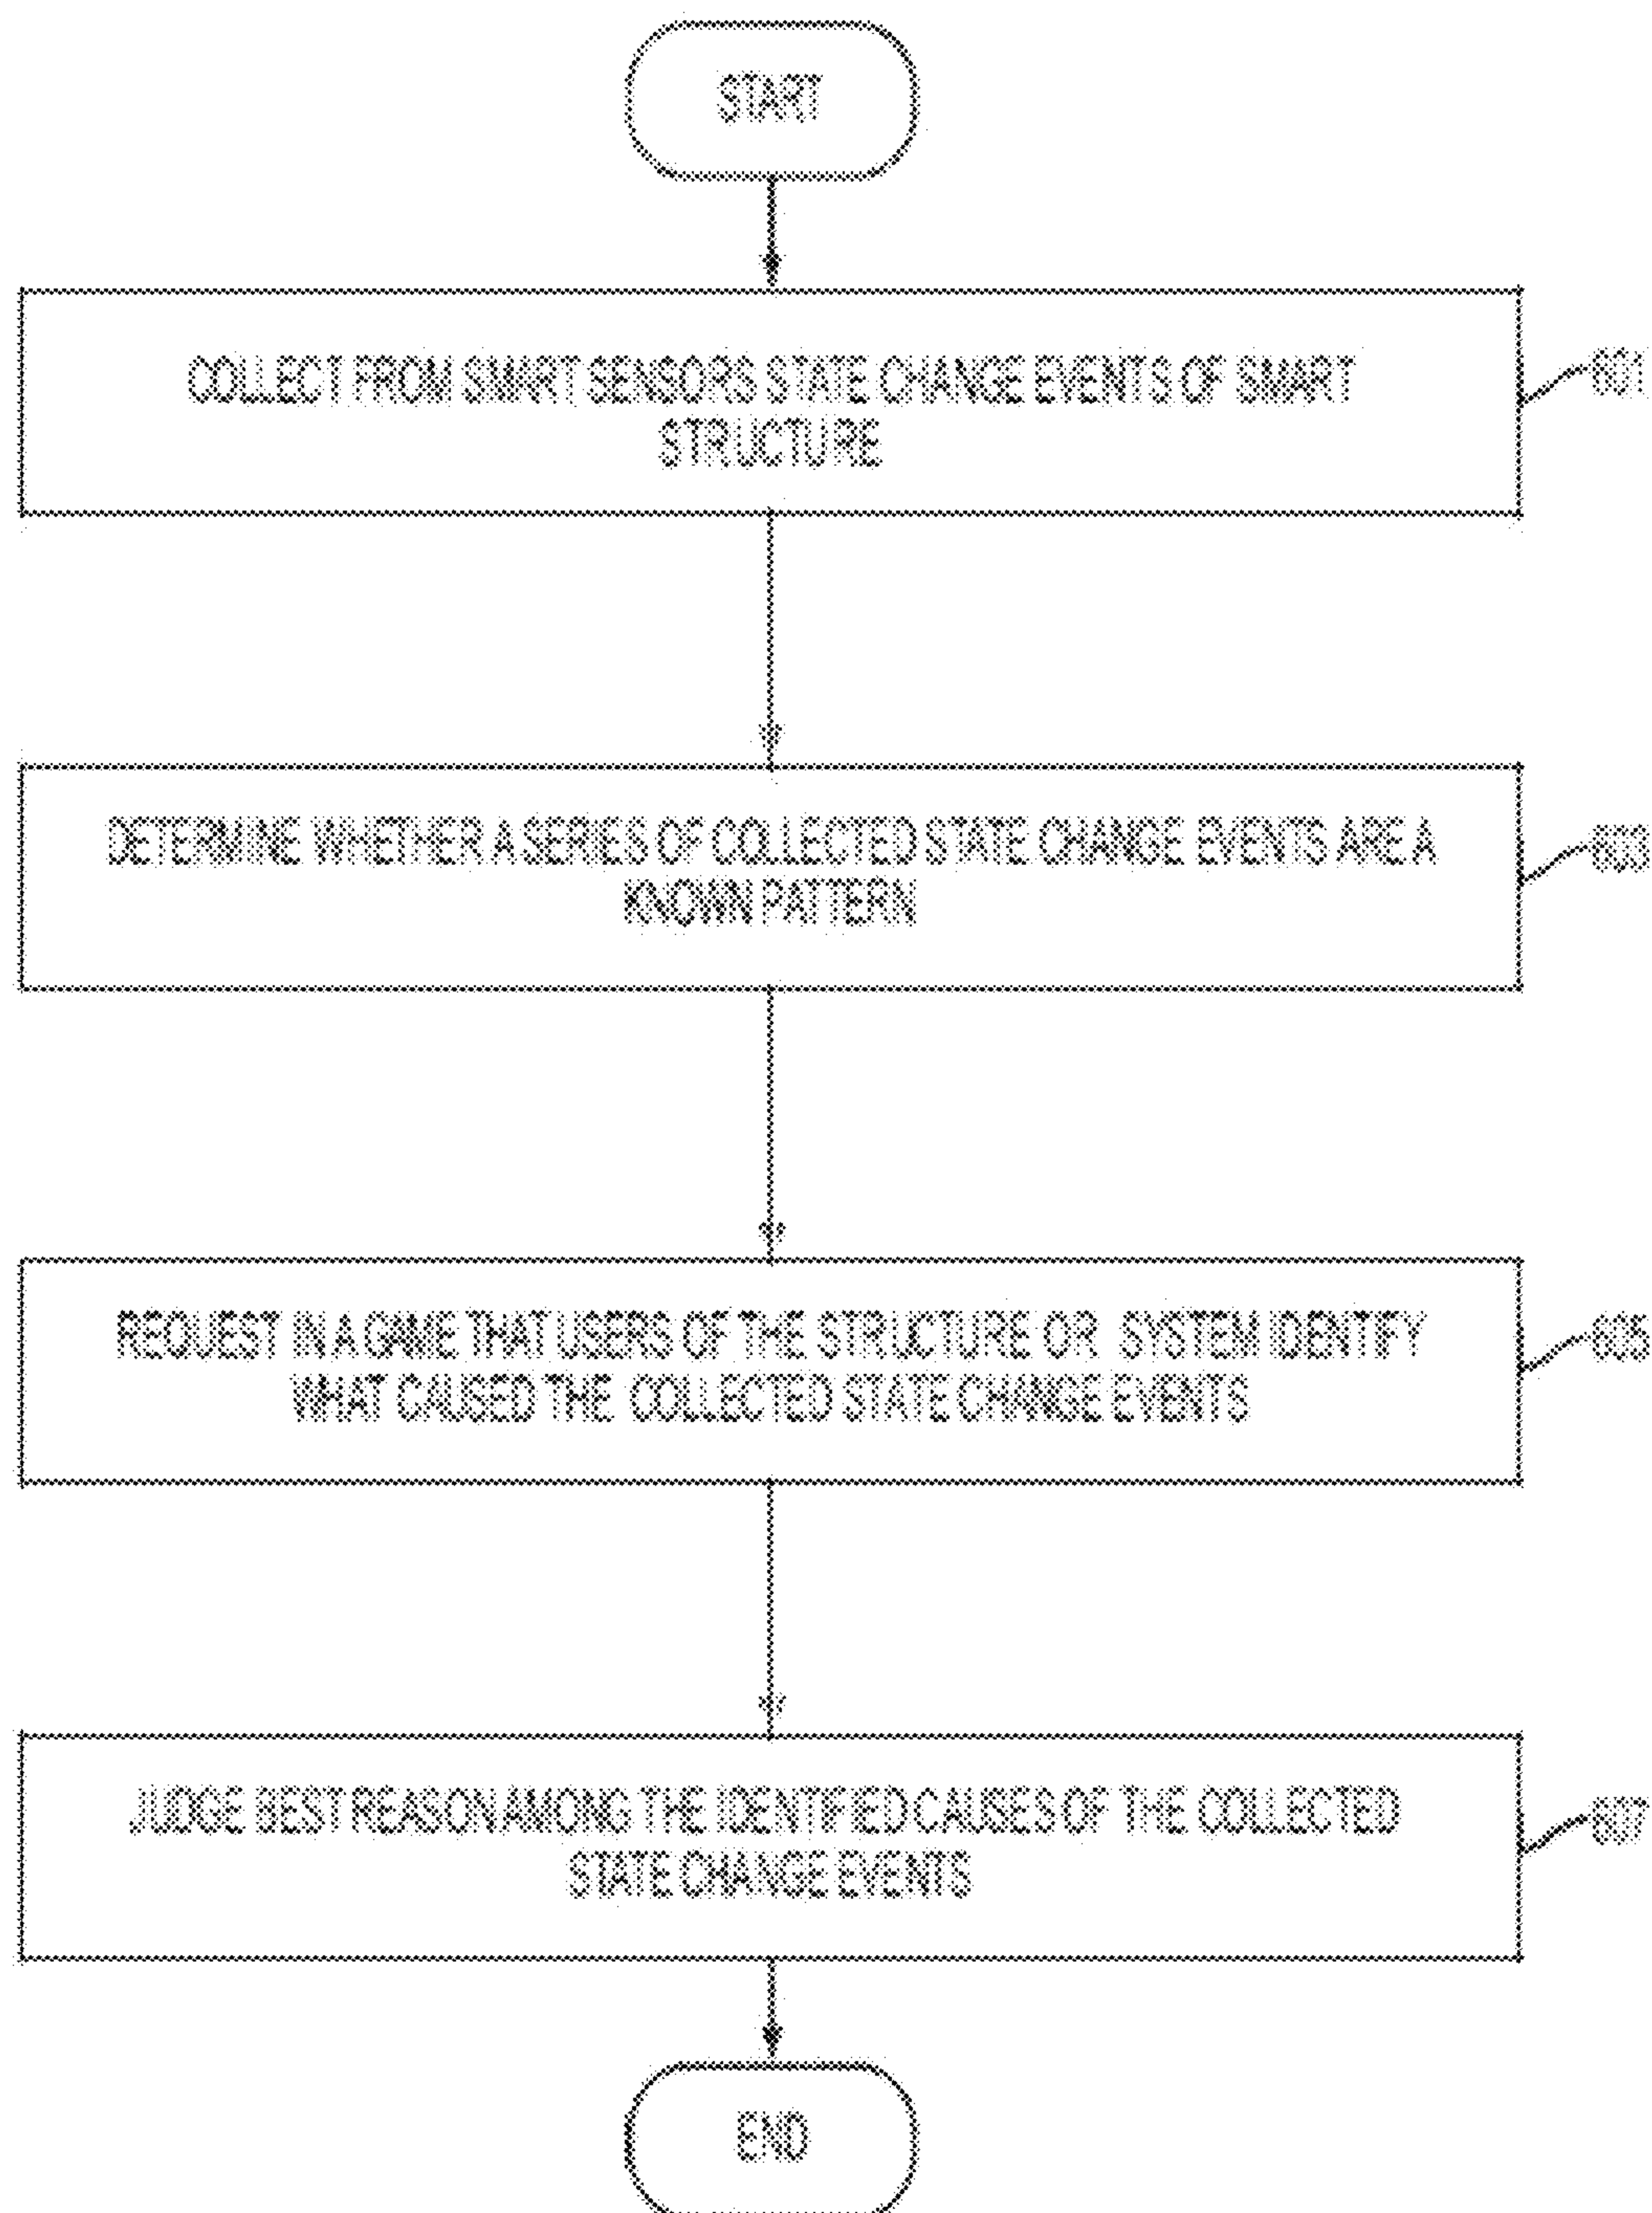 START
COLLECT FROM SMART SENSORS STATE CHANGE EVENTS OF SMART
STRUCTURE
601
DETERMINE WHETHER A SERIES OF COLLECTED STATE CHANGE EVENTS ARE A
KNOWN PATTERN
603
REQUEST IN A GAME THAT USERS OF THE STRUCTURE OR SYSTEM IDENTIFY
WHAT CAUSED THE COLLECTED STATE CHANGE EVENTS
605
JUDGE BEST REASON AMONG THE IDENTIFIED CAUSES OF THE COLLECTED
STATE CHANGE EVENTS
607
END